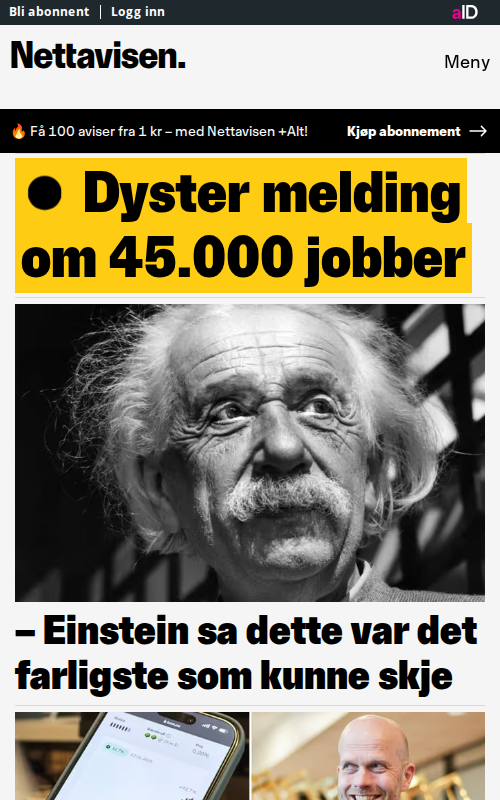 Bli abonnent | Logg inn
aID
Nettavisen.
Meny
🔥 Få 100 aviser fra 1 kr – med Nettavisen +Alt!
Kjøp abonnement →
● Dyster melding
om 45.000 jobber
– Einstein sa dette var det
farligste som kunne skje